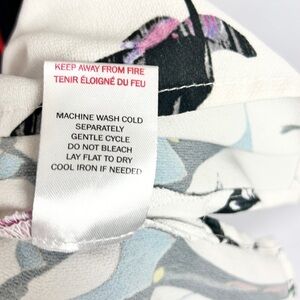 KEEP AWAY FROM FIRE
TENIR ÉLOIGNÉ DU FEU
MACHINE WASH COLD
SEPARATELY
GENTLE CYCLE
DO NOT BLEACH
LAY FLAT TO DRY
COOL IRON IF NEEDED